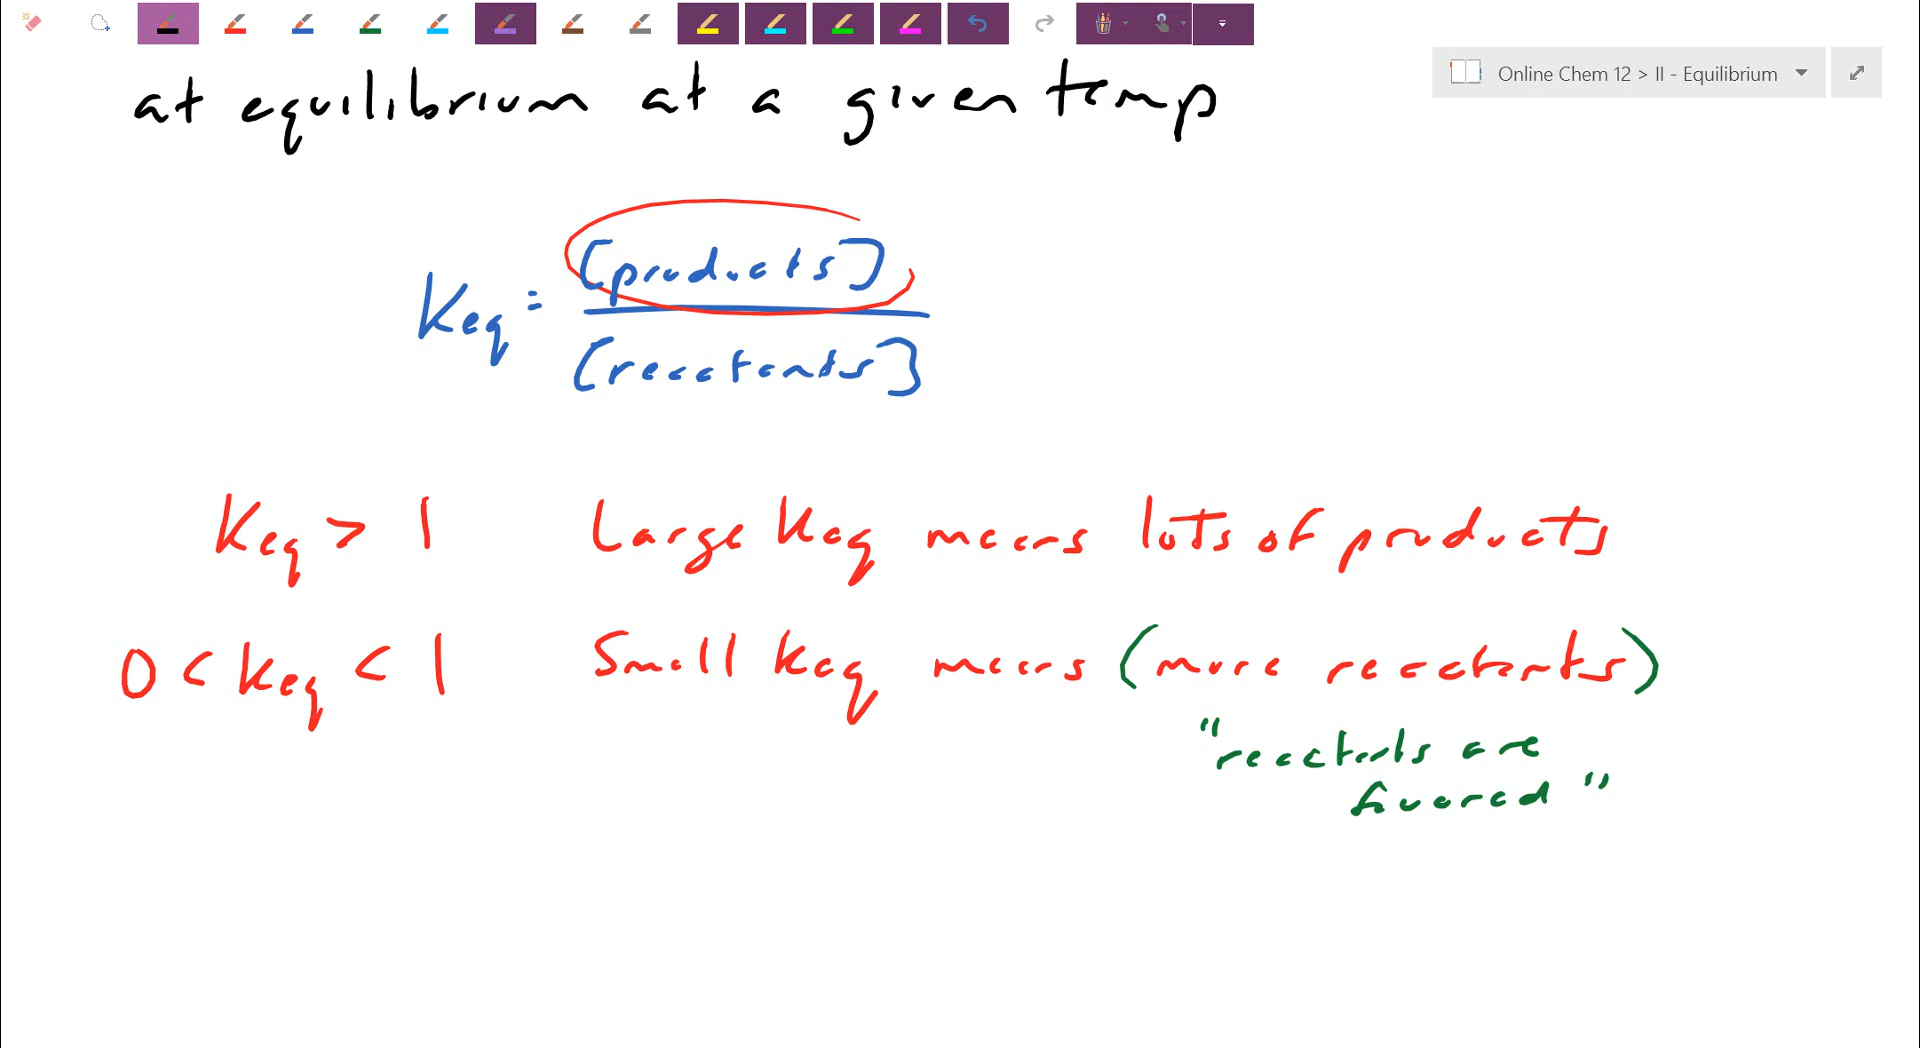 Online Chem 12 > II - Equilibrium
at equilibrium at a given temp
Keq = [products]
[reactants]
Keq > 1 Large Keq means lots of products
0 < Keq < 1 Small Keq means (more reactants)
"reactants are
favored"